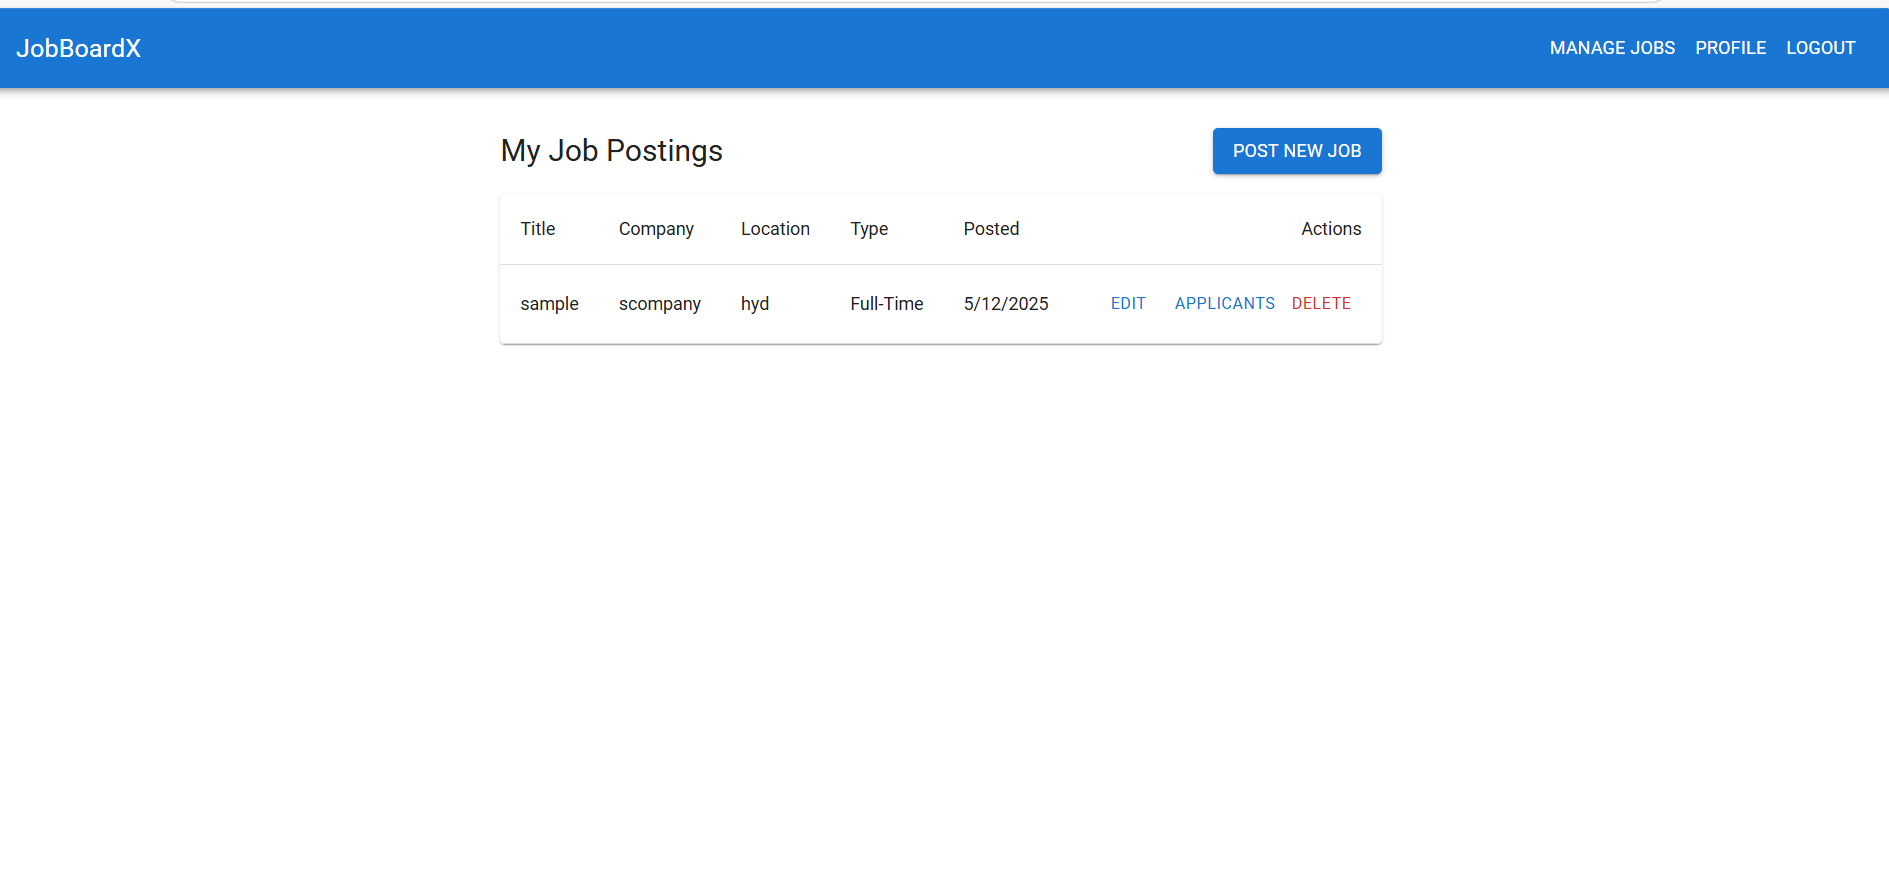 JobBoardX MANAGE JOBS PROFILE LOGOUT
My Job Postings POST NEW JOB
Title Company Location Type Posted Actions
sample scompany hyd Full-Time 5/12/2025 EDIT APPLICANTS DELETE